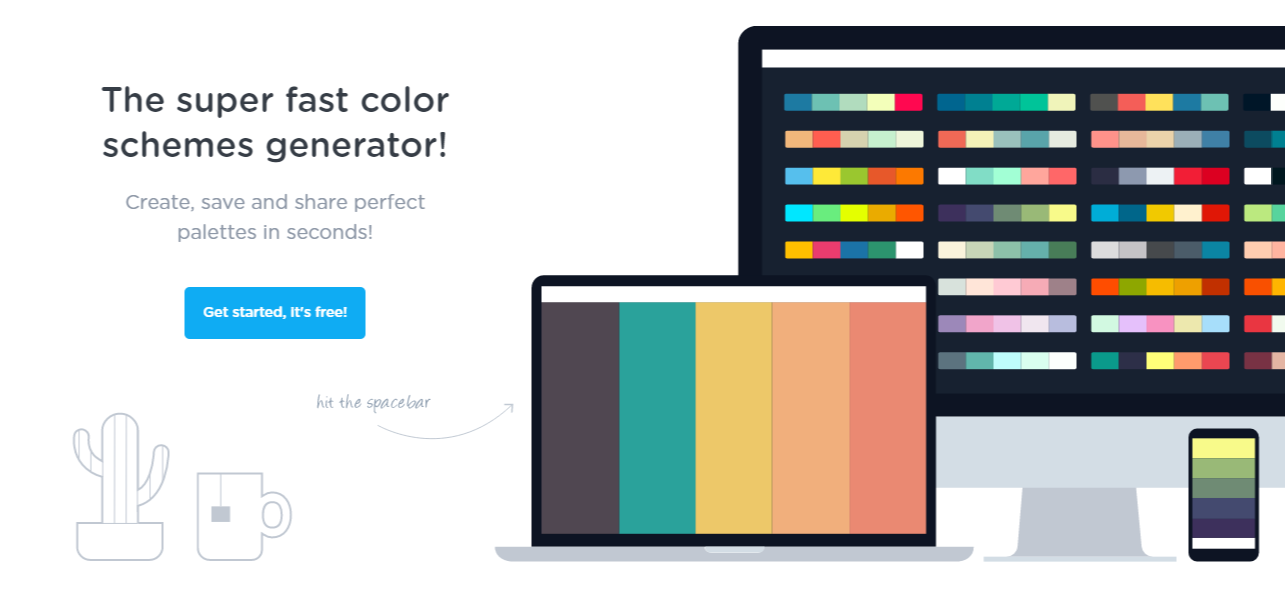 The super fast color
schemes generator!
Create, save and share perfect
palettes in seconds!
Get started, it's free!
hit the spacebar